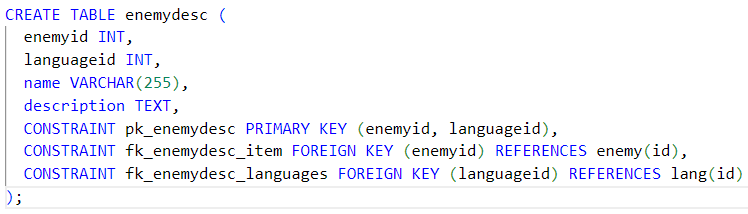 CREATE TABLE enemydesc (
  enemyid INT,
  languageid INT,
  name VARCHAR(255),
  description TEXT,
  CONSTRAINT pk_enemydesc PRIMARY KEY (enemyid, languageid),
  CONSTRAINT fk_enemydesc_item FOREIGN KEY (enemyid) REFERENCES enemy(id),
  CONSTRAINT fk_enemydesc_languages FOREIGN KEY (languageid) REFERENCES lang(id)
);